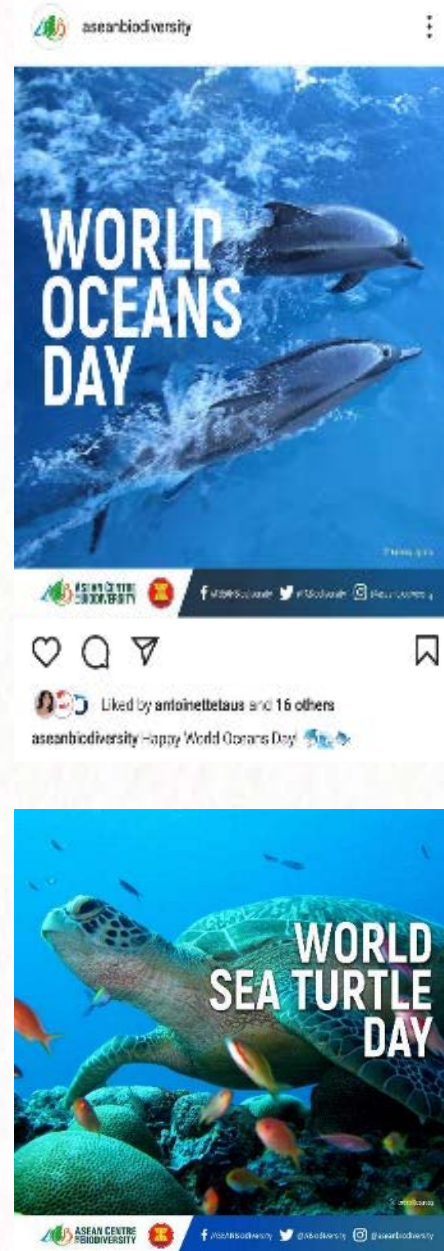 aseanbiodiversity
WORLD
OCEANS
DAY
ASEAN CENTRE
BIODIVERSITY
Liked by antoinettetaus and 16 others
aseanbiodiversity Happy World Oceans Day!
WORLD
SEA TURTLE
DAY
ASEAN CENTRE
BIODIVERSITY